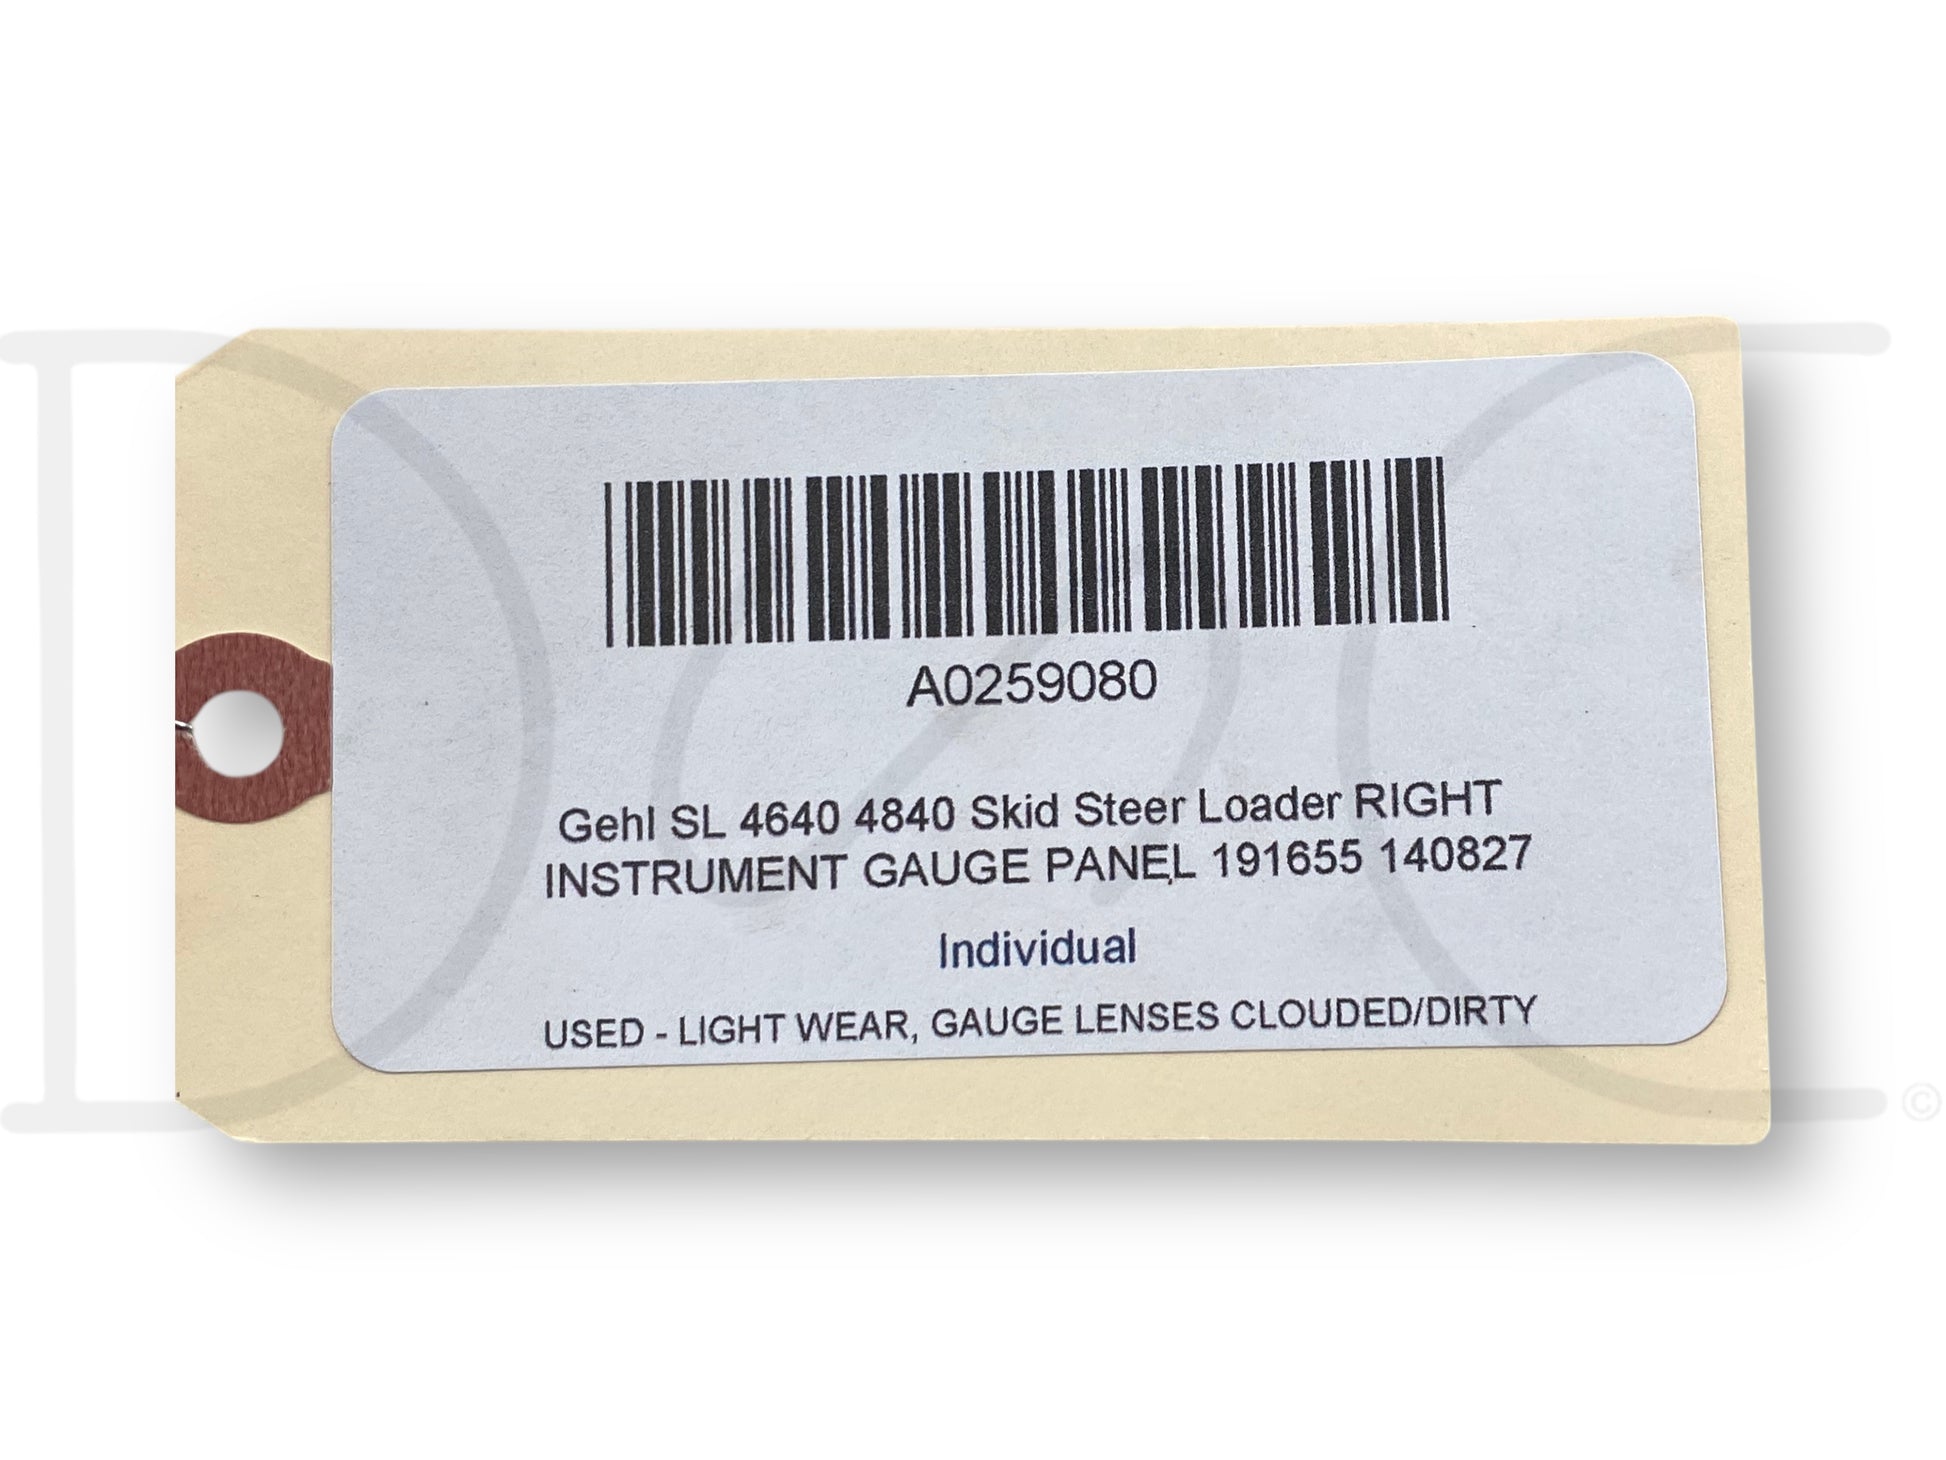 A0259080
Gehl SL 4640 4840 Skid Steer Loader RIGHT
INSTRUMENT GAUGE PANEL 191655 140827
Individual
USED - LIGHT WEAR, GAUGE LENSES CLOUDED/DIRTY
©